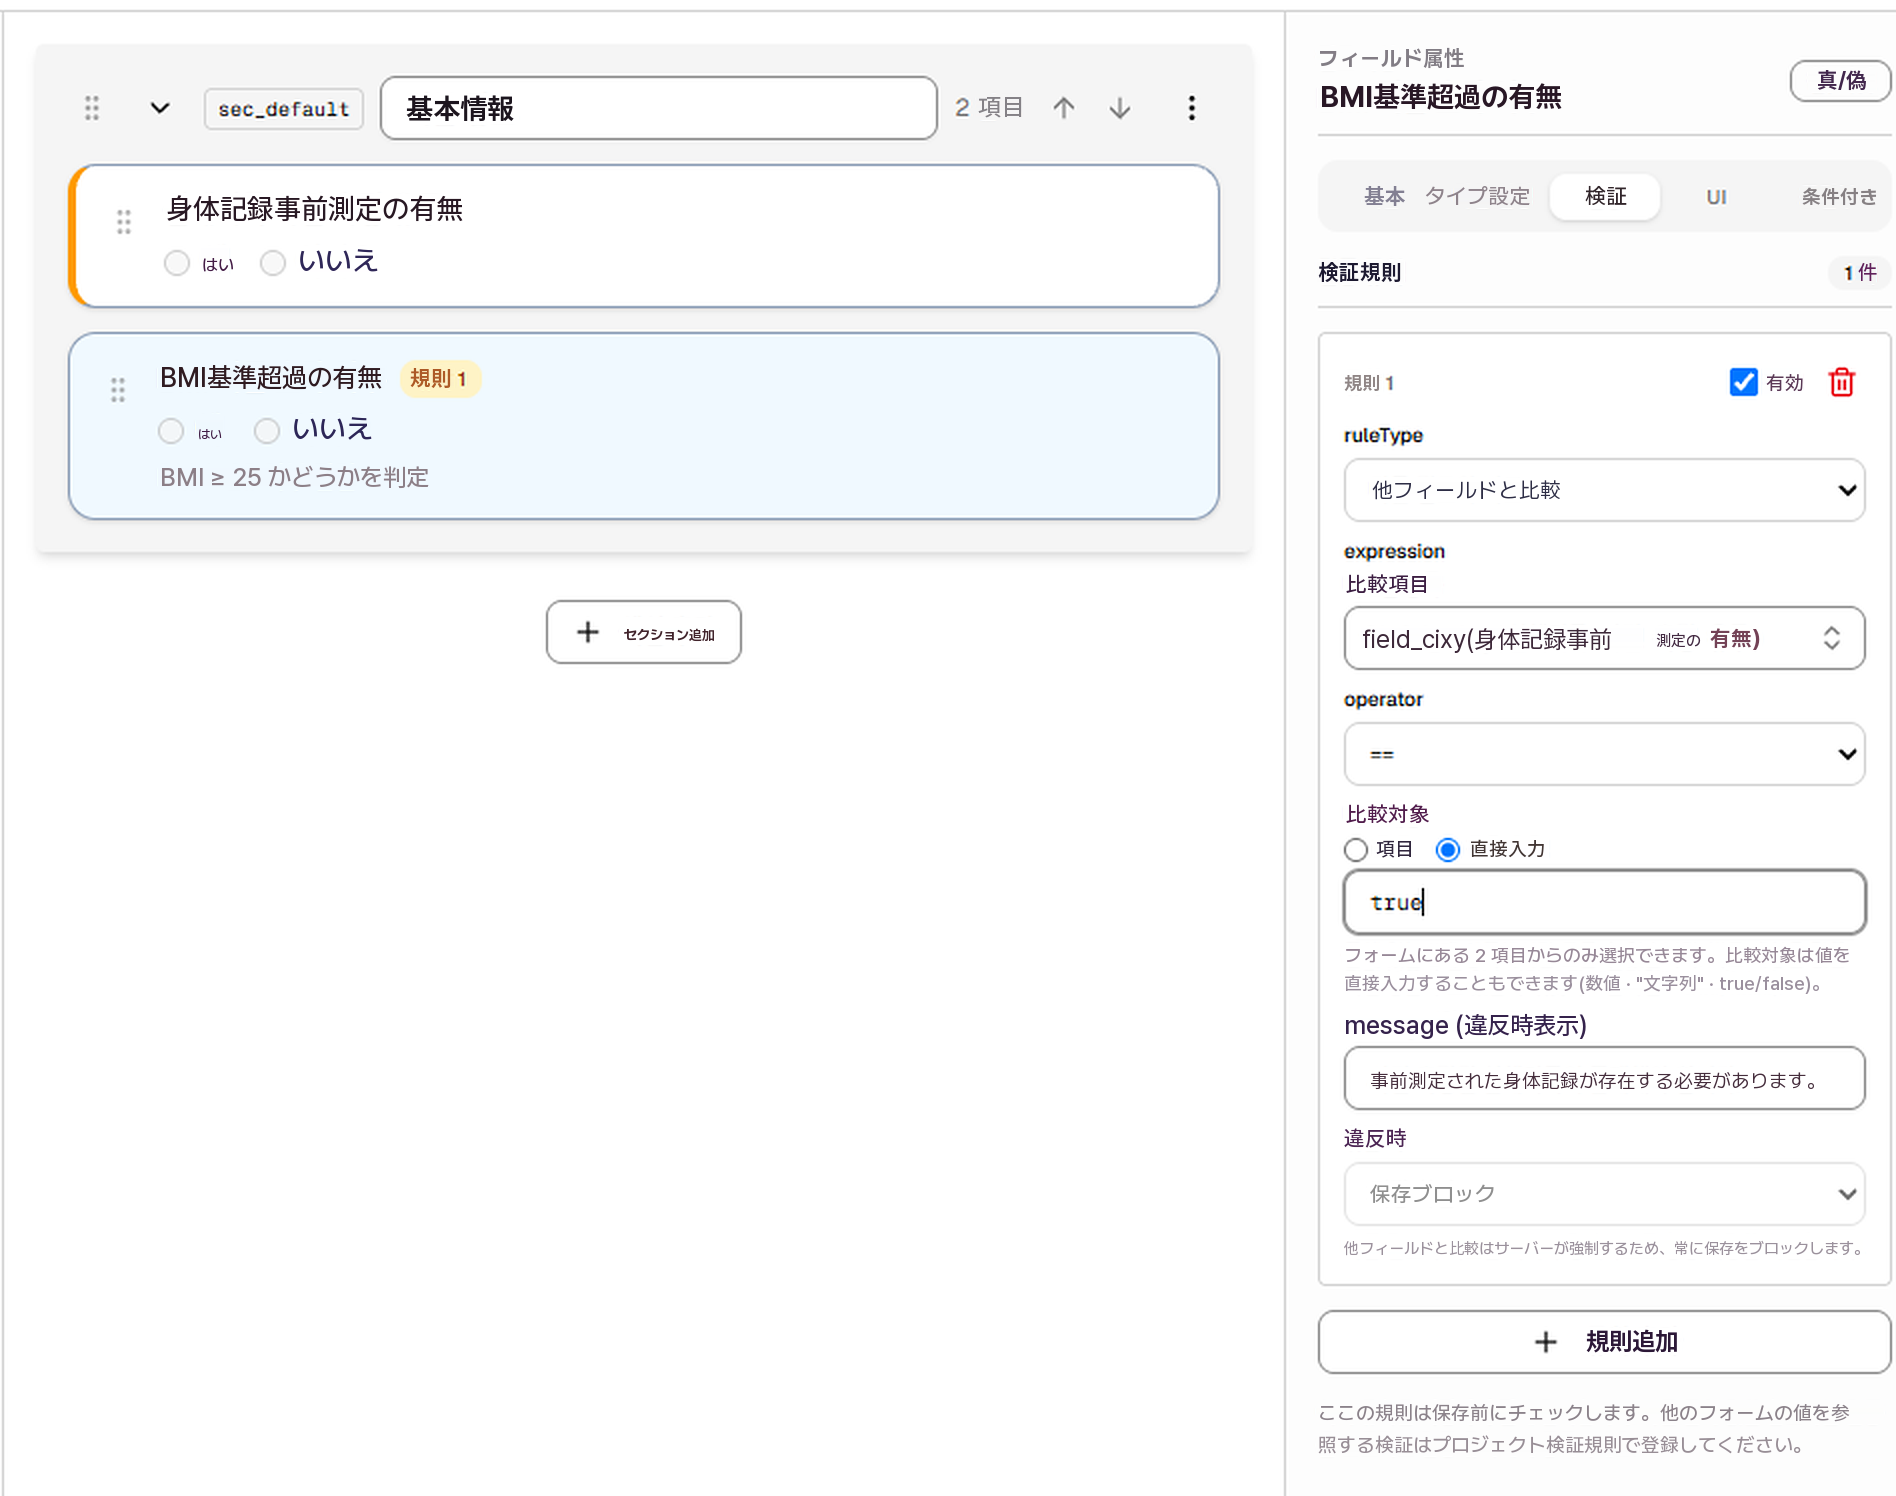 sec_default
基本情報
2 項目
身体記録事前測定の有無
はい いいえ
BMI基準超過の有無 規則 1
はい いいえ
BMI ≥ 25 かどうかを判定
セクション追加
フィールド属性
BMI基準超過の有無
真/偽
基本 タイプ設定 検証 UI 条件付き
検証規則
1 件
規則 1
有効
ruleType
他フィールドと比較
expression
比較項目
field_cixy(身体記録事前 測定の 有無)
operator
==
比較対象
項目 直接入力
true
フォームにある 2 項目からのみ選択できます。比較対象は値を
直接入力することもできます(数値 · "文字列" · true/false)。
message (違反時表示)
事前測定された身体記録が存在する必要があります。
違反時
保存ブロック
他フィールドと比較はサーバーが強制するため、常に保存をブロックします。
規則追加
ここの規則は保存前にチェックします。他のフォームの値を参
照する検証はプロジェクト検証規則で登録してください。